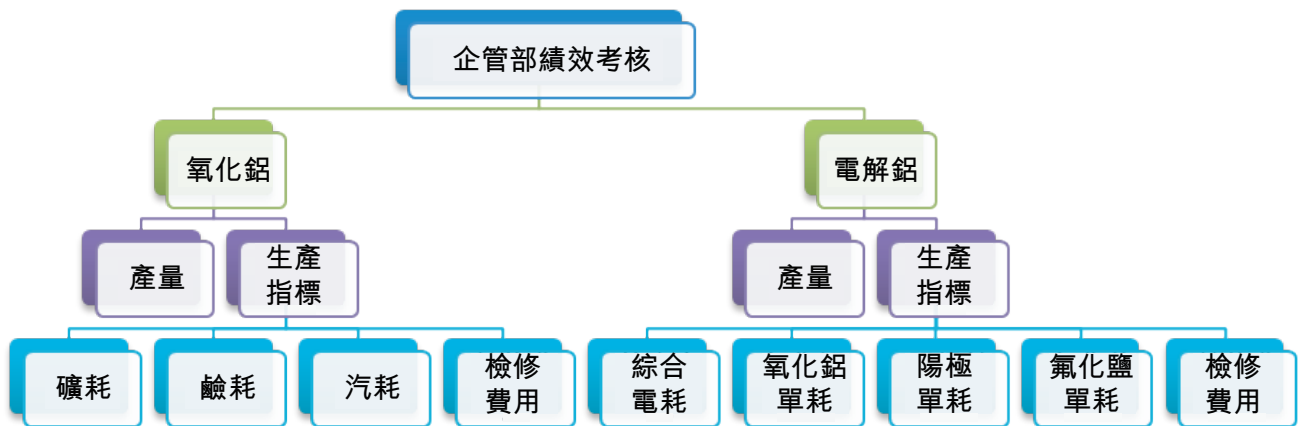 企管部績效考核
氧化鋁
電解鋁
產量
生產
指標
產量
生產
指標
礦耗
鹼耗
汽耗
檢修
費用
綜合
電耗
氧化鋁
單耗
陽極
單耗
氟化鹽
單耗
檢修
費用